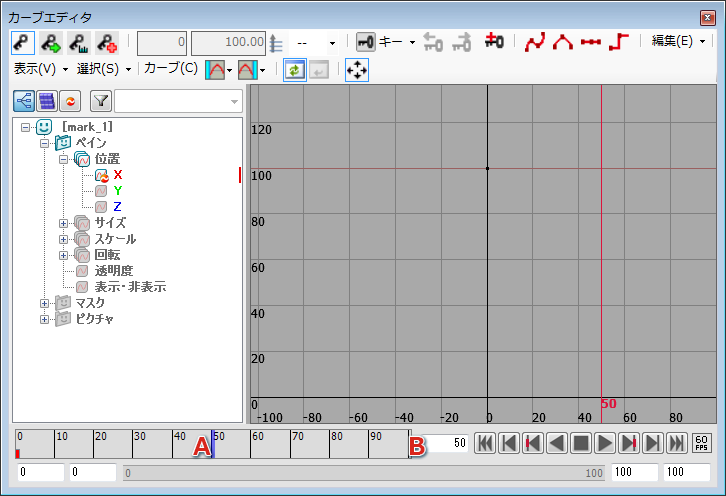 カーブエディタ
0 100.00 -- キー 編集(E)
表示(V) 選択(S) カーブ(C)
[mark_1]
ペイン
位置
X
Y
Z
サイズ
スケール
回転
透明度
表示・非表示
マスク
ピクチャ
120
100
80
60
40
20
0
-100 -80 -60 -40 -20 0 20 40 50 60 80
0 10 20 30 40 A 50 60 70 80 90 B 50 60 FPS
0 0 0 100 100 100